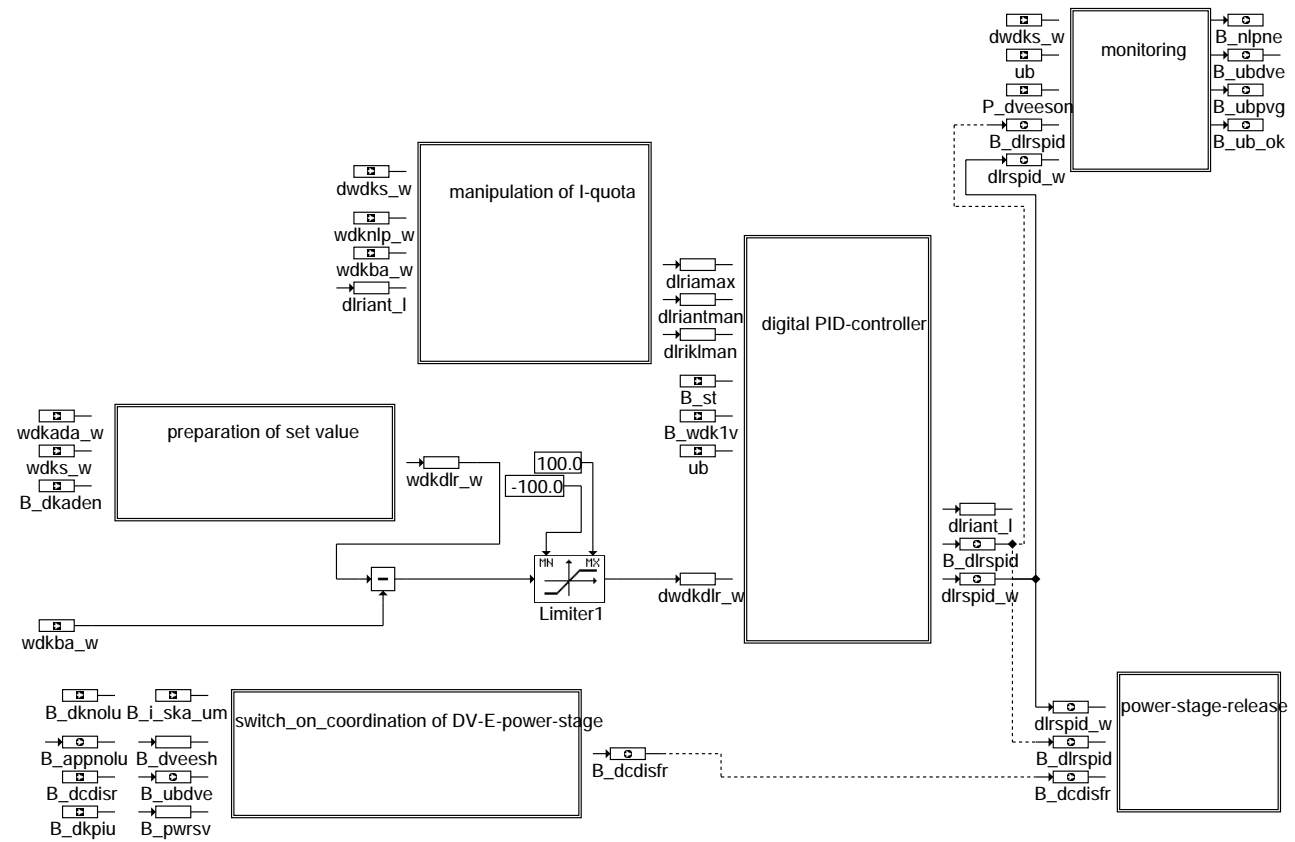 dwdks_w
ub
P_dveeson
B_dlrspid
dlrspid_w
monitoring
B_nlpne
B_ubdve
B_ubpvg
B_ub_ok
dwdks_w
wdknlp_w
wdkba_w
dlriant_l
manipulation of I-quota
dlriamax
dlriantman
dlriklman
B_st
B_wdk1v
ub
digital PID-controller
wdkada_w
wdks_w
B_dkaden
preparation of set value
wdkdlr_w
100.0
-100.0
MN MX
Limiter1
wdkba_w
dwdkdlr_w
dlriant_l
B_dlrspid
dlrspid_w
B_dknolu B_i_ska_um
B_appnolu B_dveesh
B_dcdisr B_ubdve
B_dkpiu B_pwrsv
switch_on_coordination of DV-E-power-stage
B_dcdisfr
dlrspid_w
B_dlrspid
B_dcdisfr
power-stage-release